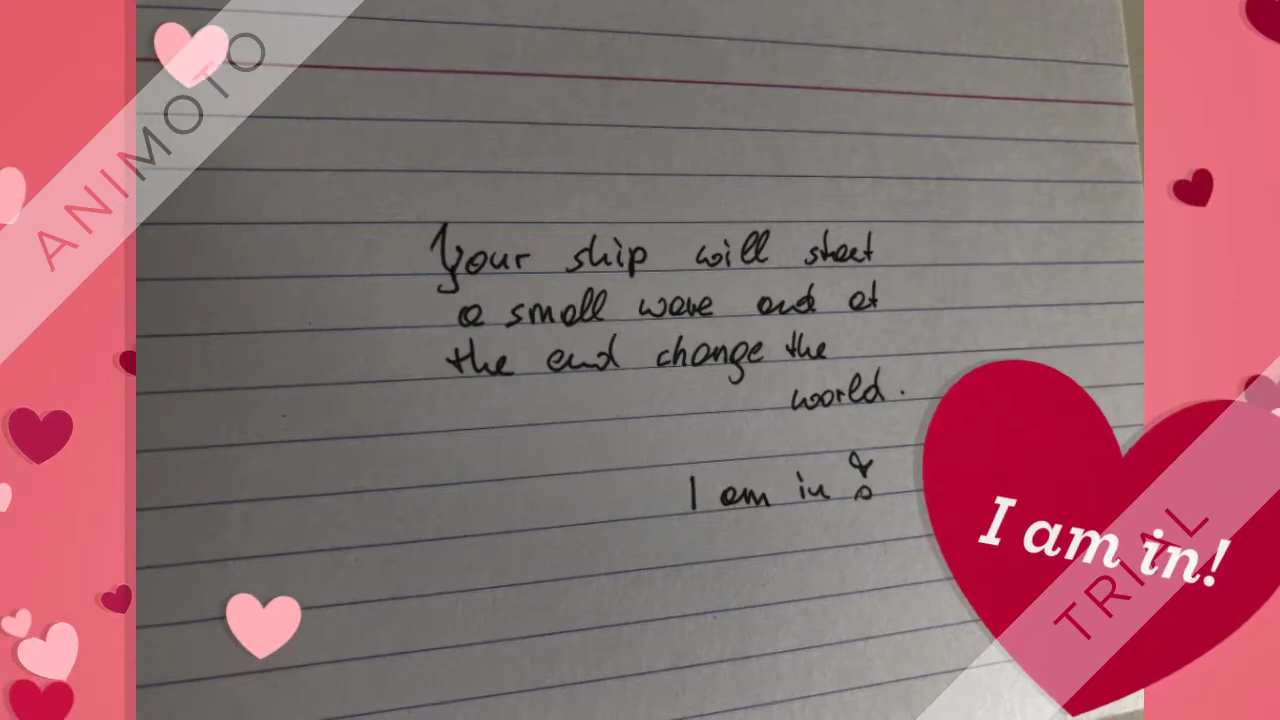 ANIMOTO
Your ship will start
a small wave and at
the end change the
world.
I am in!
I am in!
TRIAL